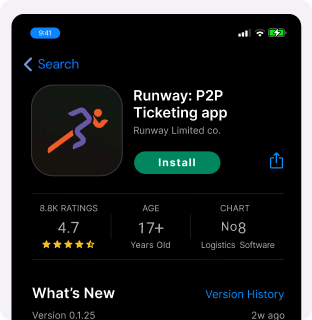 9:41
Search
Runway: P2P
Ticketing app
Runway Limited co.
Install
8.8K RATINGS AGE CHART
4.7 17+ No8
Years Old Logistics Software
What's New Version History
Version 0.1.25 2w ago